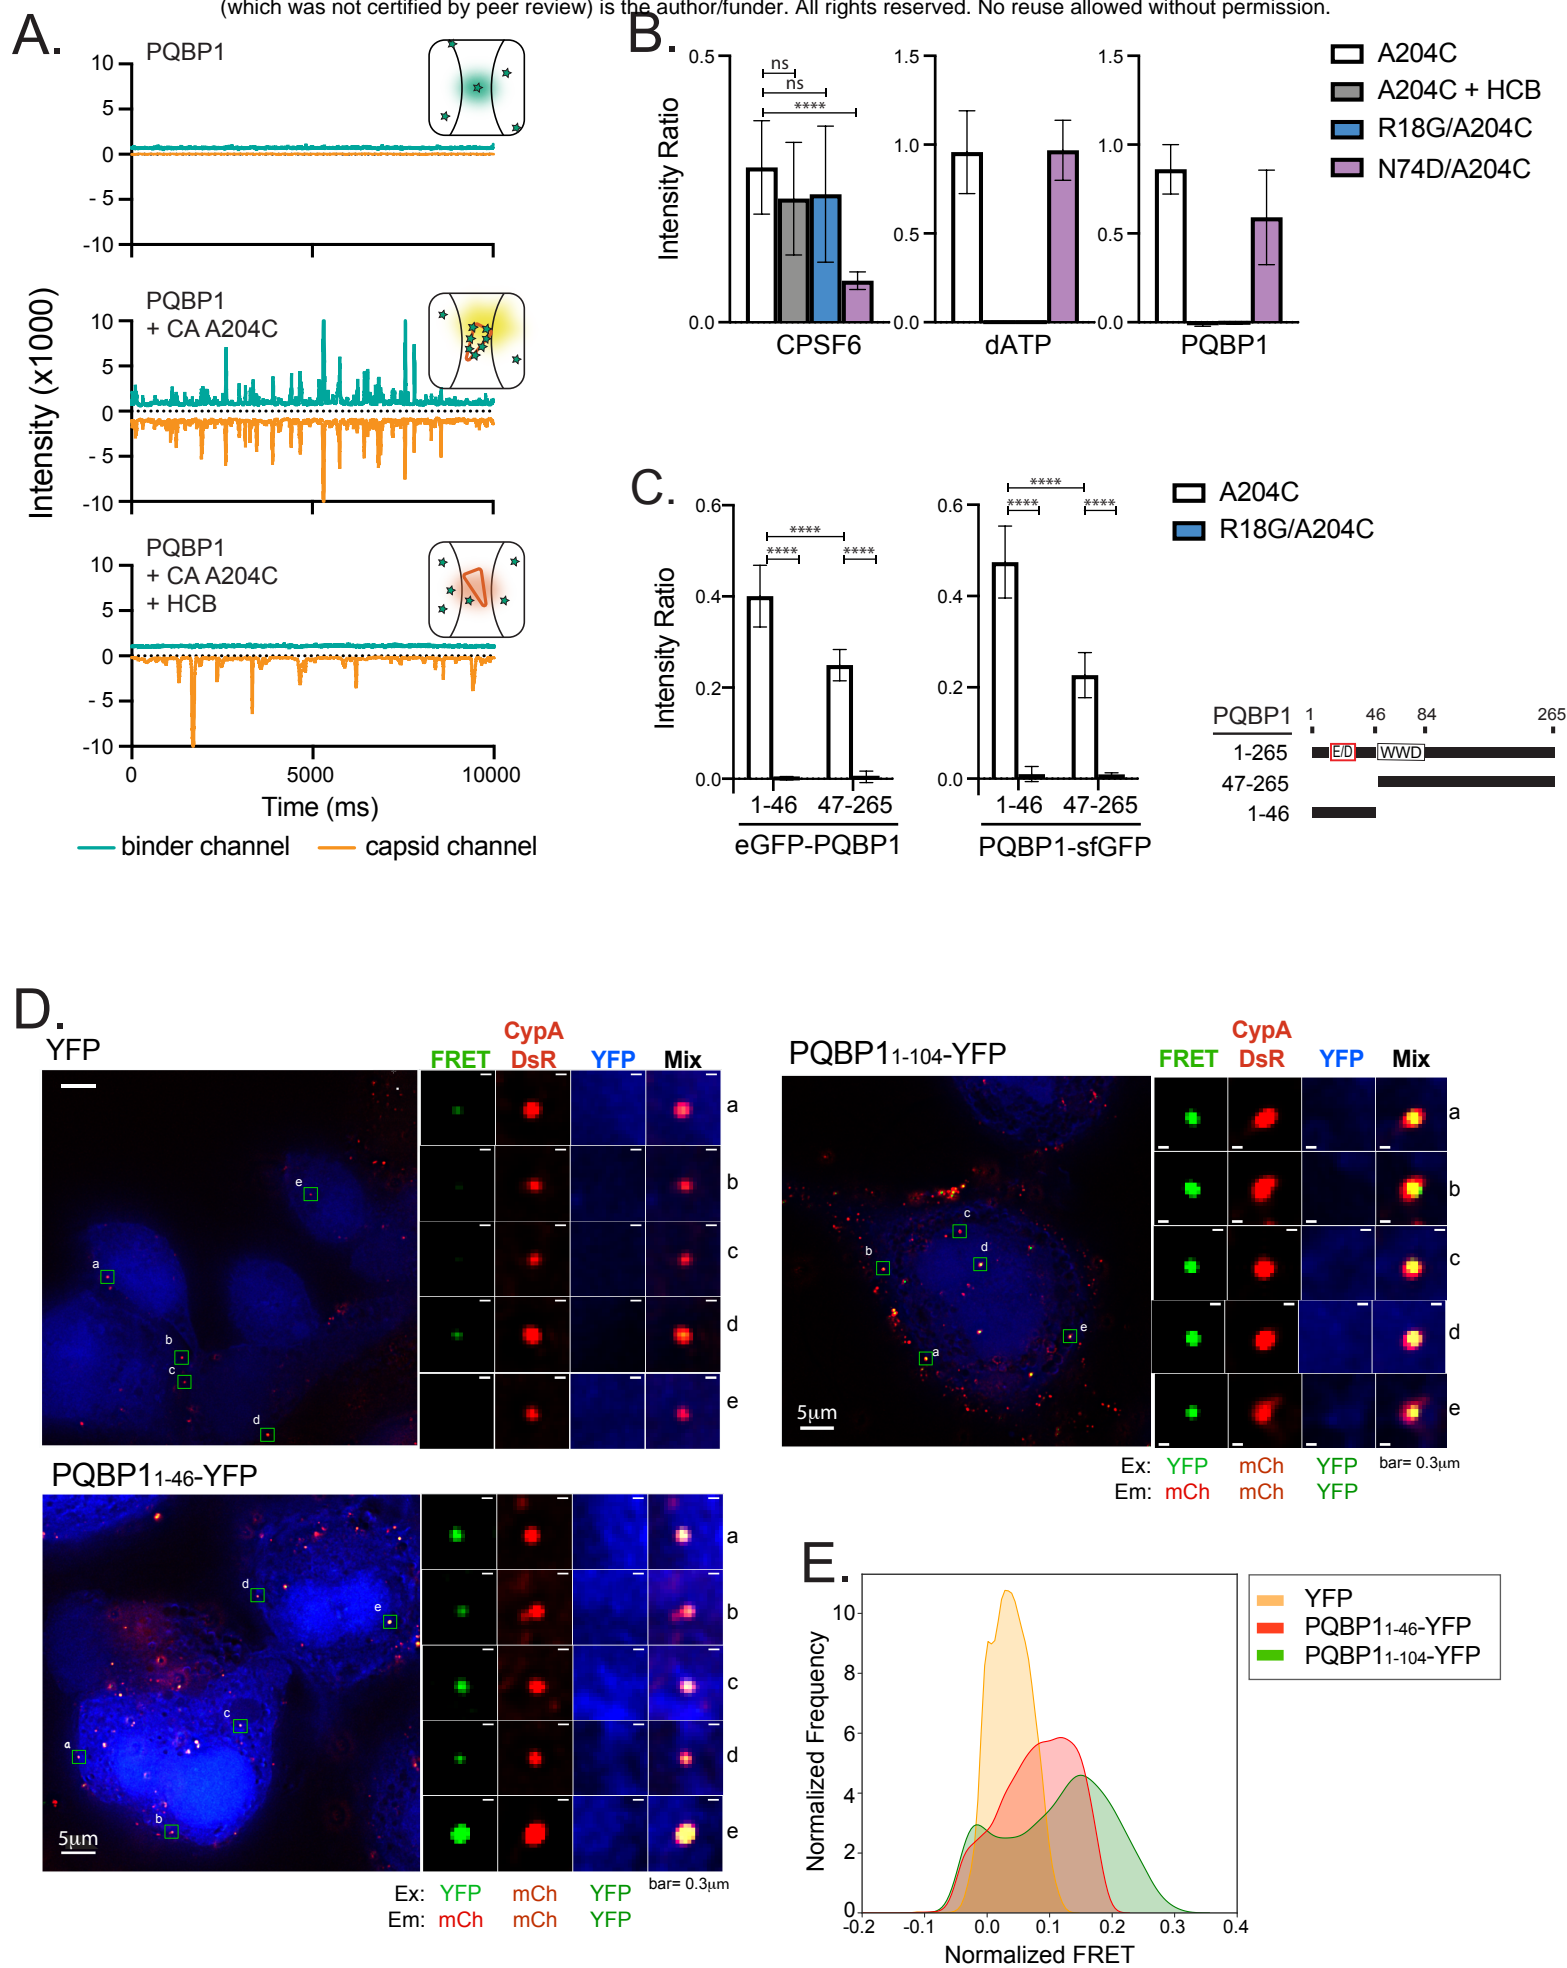 (which was not certified by peer review) is the author/funder. All rights reserved. No reuse allowed without permission.
A.
PQBP1
10
5
0
- 5
-10
PQBP1
+ CA A204C
10
5
0
- 5
-10
PQBP1
+ CA A204C
+ HCB
10
5
0
- 5
-10
0 5000 10000
Intensity (x1000)
Time (ms)
binder channel capsid channel
B.
Intensity Ratio
0.5
0.0
ns
ns
****
CPSF6
1.5
1.0
0.5
0.0
dATP
1.5
1.0
0.5
0.0
PQBP1
A204C
A204C + HCB
R18G/A204C
N74D/A204C
C.
Intensity Ratio
0.6
0.4
0.2
0.0
****
**** ****
1-46 47-265
eGFP-PQBP1
0.6
0.4
0.2
0.0
****
**** ****
1-46 47-265
PQBP1-sfGFP
A204C
R18G/A204C
PQBP1 1 46 84 265
1-265 E/D WWD
47-265
1-46
D.
YFP
FRET CypA DsR YFP Mix
a
b
c
d
e
e
a
b
c
d
PQBP11-104-YFP
FRET CypA DsR YFP Mix
a
b
c
d
e
c
d
b
e
a
5μm
Ex: YFP mCh YFP bar= 0.3μm
Em: mCh mCh YFP
PQBP11-46-YFP
a
b
c
d
e
d
e
c
a
b
5μm
Ex: YFP mCh YFP bar= 0.3μm
Em: mCh mCh YFP
E.
Normalized Frequency
10
8
6
4
2
0
-0.2 -0.1 0.0 0.1 0.2 0.3 0.4
Normalized FRET
YFP
PQBP11-46-YFP
PQBP11-104-YFP